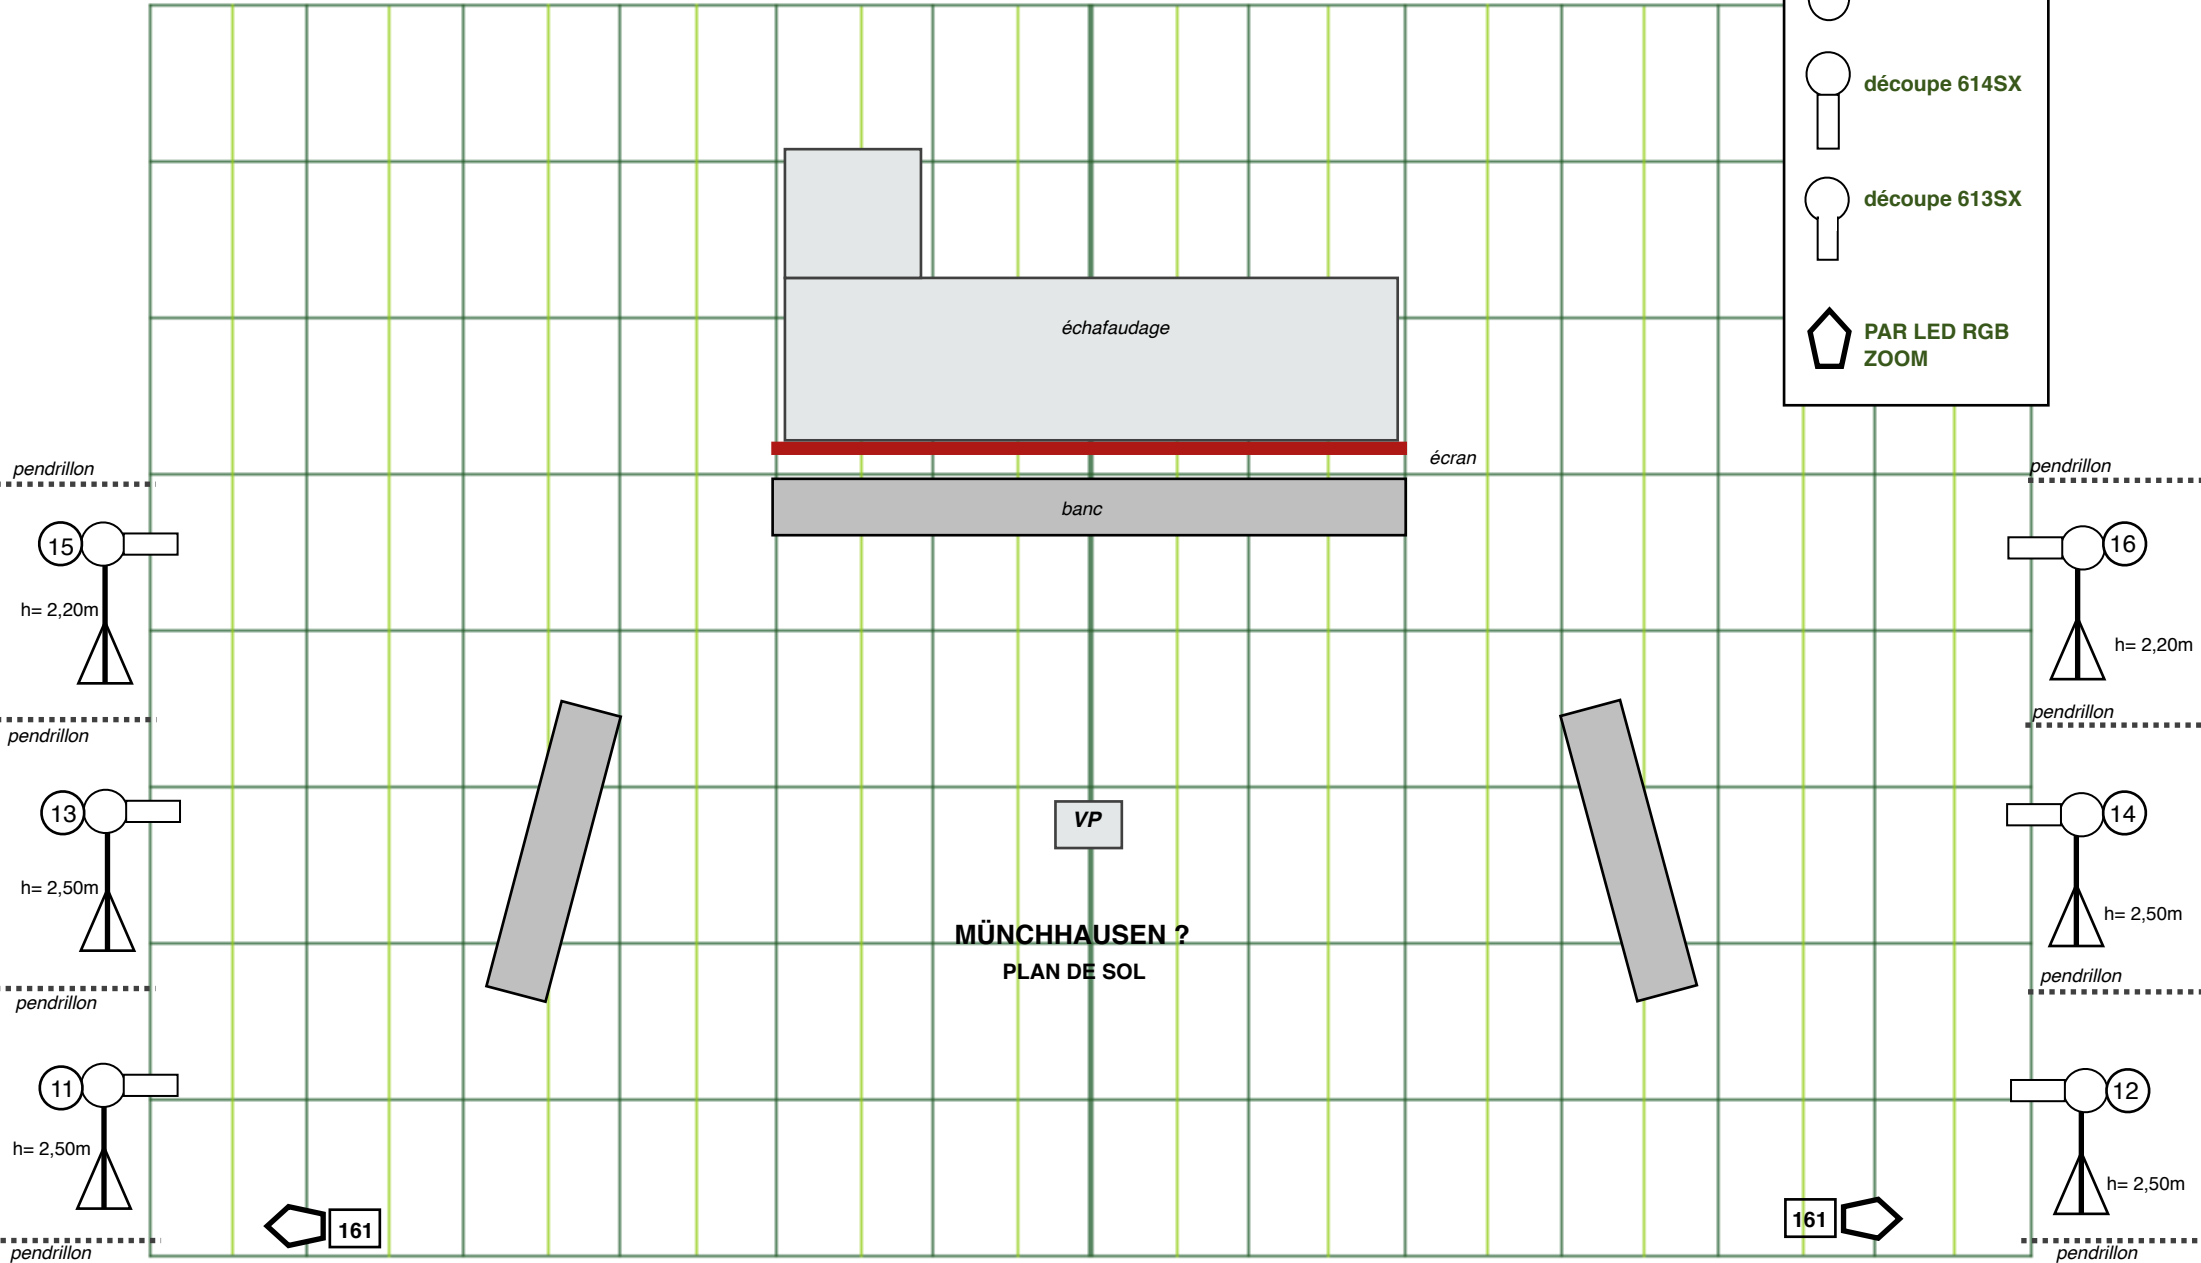 découpe 614SX
découpe 613SX
PAR LED RGB
ZOOM
échafaudage
écran
banc
pendrillon
pendrillon
15
16
h= 2,20m
h= 2,20m
pendrillon
pendrillon
13
VP
14
h= 2,50m
h= 2,50m
MÜNCHHAUSEN ?
PLAN DE SOL
pendrillon
pendrillon
11
12
h= 2,50m
h= 2,50m
161
161
pendrillon
pendrillon